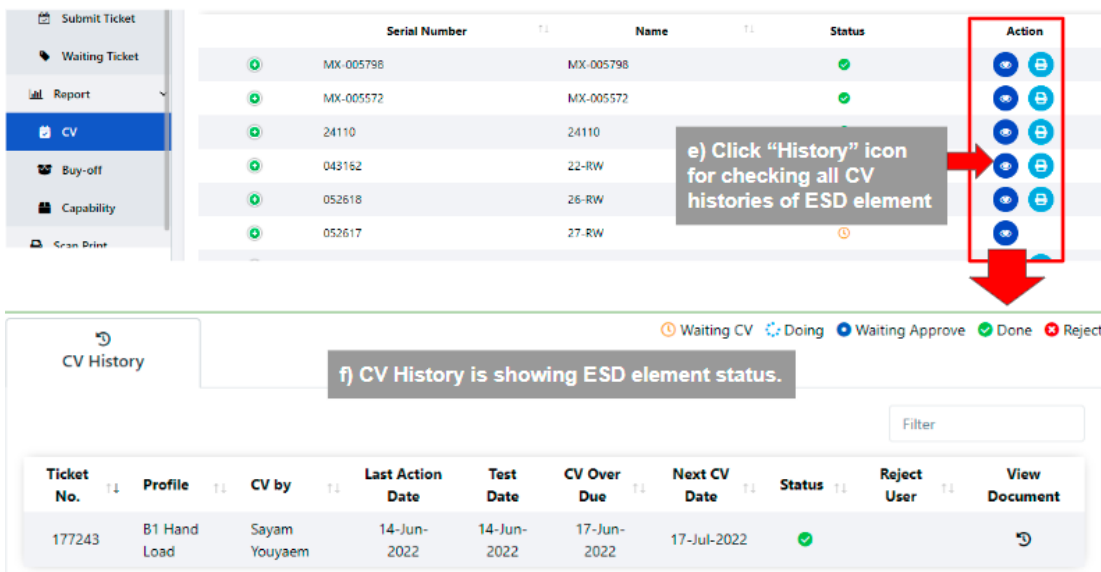 Submit Ticket
Serial Number Name Status Action
Waiting Ticket
MX-005798 MX-005798
Report
MX-005572 MX-005572
CV
24110 24110
e) Click “History” icon
for checking all CV
histories of ESD element
Buy-off
043162 22-RW
Capability
052618 26-RW
Scan Print
052617 27-RW
CV History
Waiting CV Doing Waiting Approve Done Reject
f) CV History is showing ESD element status.
Filter
Ticket No. Profile CV by Last Action Date Test Date CV Over Due Next CV Date Status Reject User View Document
177243 B1 Hand Load Sayam Youyaem 14-Jun-2022 14-Jun-2022 17-Jun-2022 17-Jul-2022